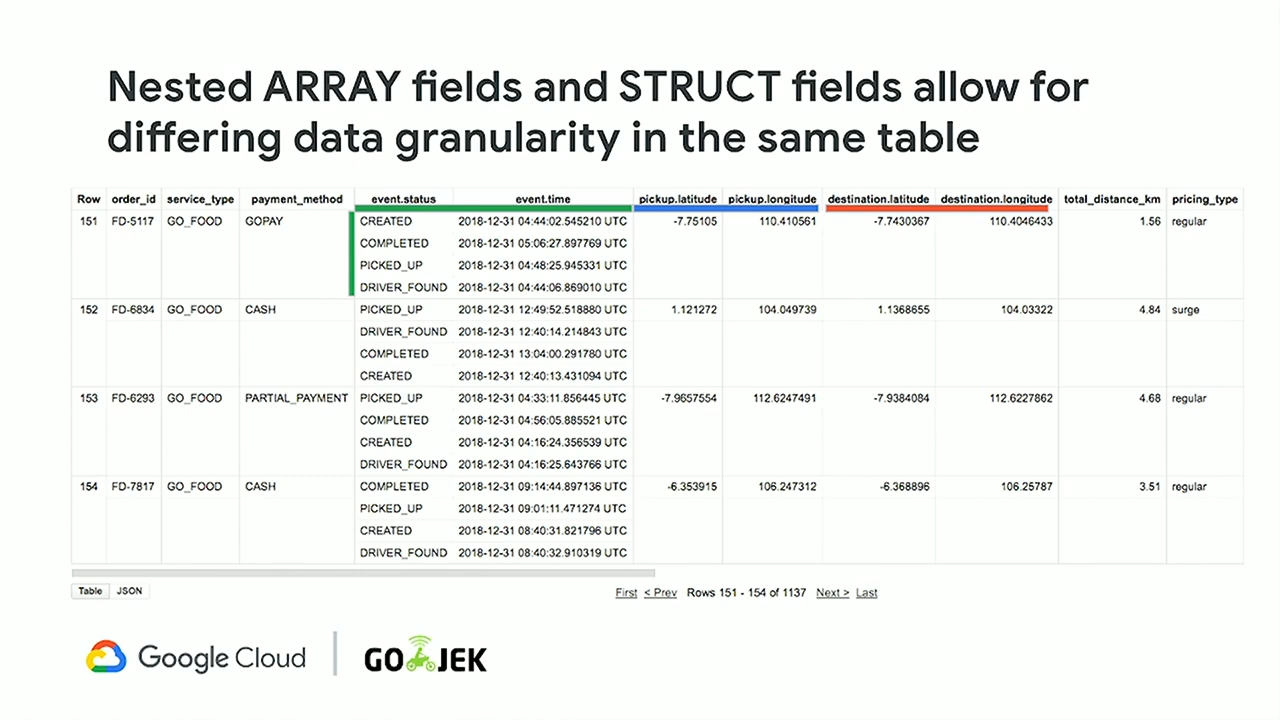 Nested ARRAY fields and STRUCT fields allow for
differing data granularity in the same table
Row order_id service_type payment_method event.status event.time pickup.latitude pickup.longitude destination.latitude destination.longitude total_distance_km pricing_type
151 FD-5117 GO_FOOD GOPAY CREATED 2018-12-31 04:44:02.545210 UTC -7.75105 110.410561 -7.7430367 110.4046433 1.56 regular
COMPLETED 2018-12-31 05:06:27.897769 UTC
PICKED_UP 2018-12-31 04:48:25.945331 UTC
DRIVER_FOUND 2018-12-31 04:44:06.869010 UTC
152 FD-6834 GO_FOOD CASH PICKED_UP 2018-12-31 12:49:52.518880 UTC 1.121272 104.049739 1.1368655 104.03322 4.84 surge
DRIVER_FOUND 2018-12-31 12:40:14.214843 UTC
COMPLETED 2018-12-31 13:04:00.291780 UTC
CREATED 2018-12-31 12:40:13.431094 UTC
153 FD-6293 GO_FOOD PARTIAL_PAYMENT PICKED_UP 2018-12-31 04:33:11.856445 UTC -7.9657554 112.6247491 -7.9384084 112.6227862 4.68 regular
COMPLETED 2018-12-31 04:56:05.885521 UTC
CREATED 2018-12-31 04:16:24.356539 UTC
DRIVER_FOUND 2018-12-31 04:16:25.643766 UTC
154 FD-7817 GO_FOOD CASH COMPLETED 2018-12-31 09:14:44.897136 UTC -6.353915 106.247312 -6.368896 106.25787 3.51 regular
PICKED_UP 2018-12-31 09:01:11.471274 UTC
CREATED 2018-12-31 08:40:31.821796 UTC
DRIVER_FOUND 2018-12-31 08:40:32.910319 UTC
Table JSON First < Prev Rows 151 - 154 of 1137 Next > Last
Google Cloud GO JEK